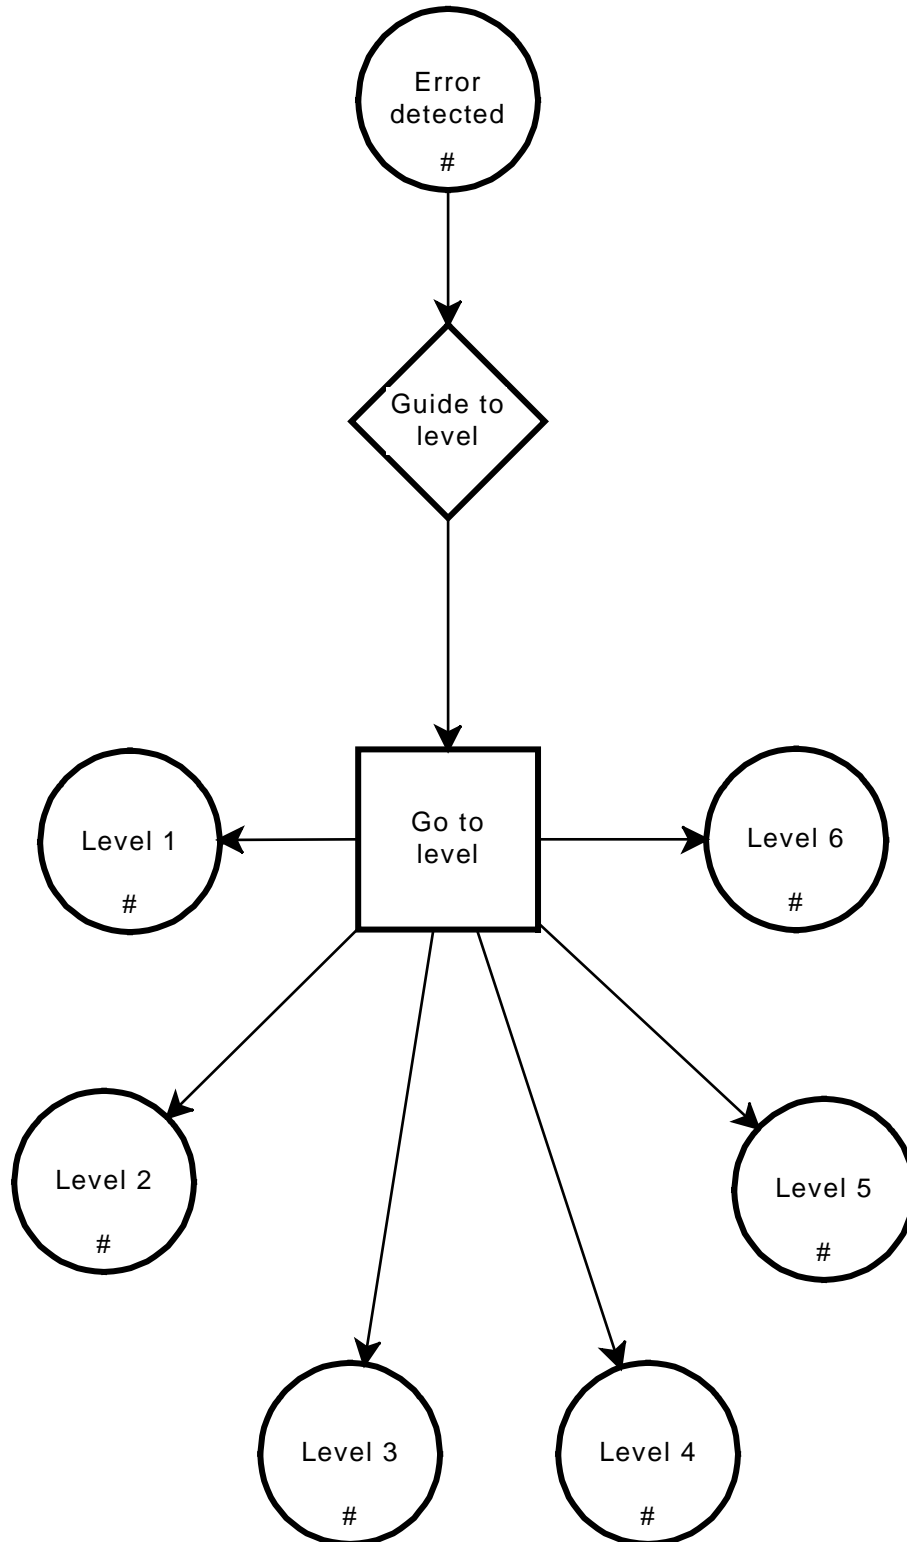 Error
detected
#
Guide to
level
Go to
level
Level 1
#
Level 6
#
Level 2
#
Level 5
#
Level 3
#
Level 4
#